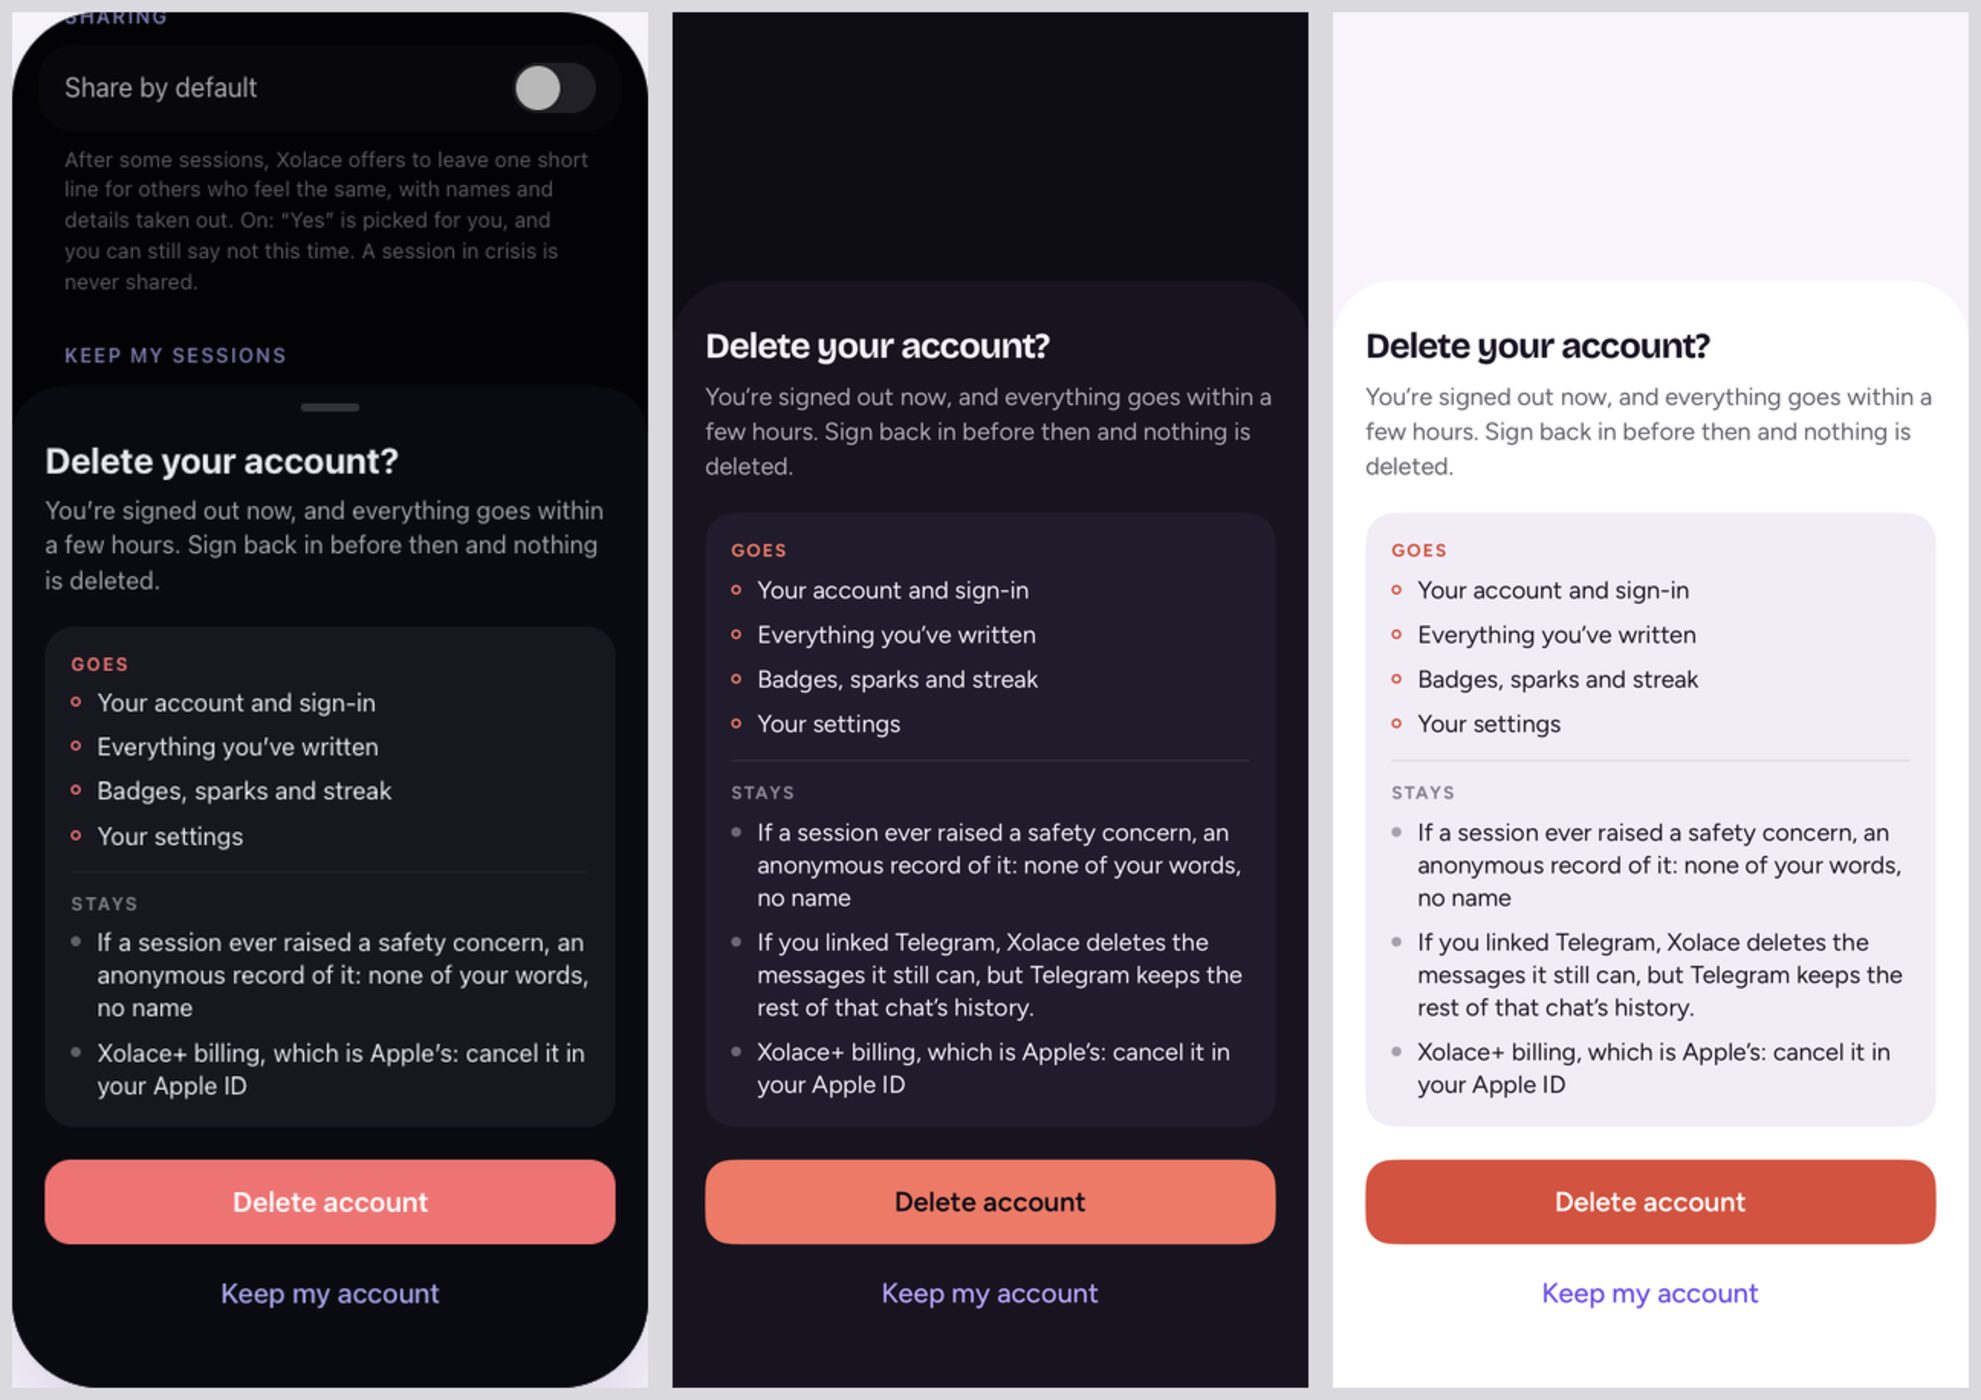 SHARING
Share by default
After some sessions, Xolace offers to leave one short
line for others who feel the same, with names and
details taken out. On: “Yes” is picked for you, and
you can still say not this time. A session in crisis is
never shared.
KEEP MY SESSIONS
Delete your account?
You’re signed out now, and everything goes within
a few hours. Sign back in before then and nothing
is deleted.
GOES
Your account and sign-in
Everything you’ve written
Badges, sparks and streak
Your settings
STAYS
If a session ever raised a safety concern, an
anonymous record of it: none of your words,
no name
Xolace+ billing, which is Apple’s: cancel it in
your Apple ID
Delete account
Keep my account
Delete your account?
You’re signed out now, and everything goes within a
few hours. Sign back in before then and nothing is
deleted.
GOES
Your account and sign-in
Everything you’ve written
Badges, sparks and streak
Your settings
STAYS
If a session ever raised a safety concern, an
anonymous record of it: none of your words,
no name
If you linked Telegram, Xolace deletes the
messages it still can, but Telegram keeps the
rest of that chat’s history.
Xolace+ billing, which is Apple’s: cancel it in
your Apple ID
Delete account
Keep my account
Delete your account?
You’re signed out now, and everything goes within a
few hours. Sign back in before then and nothing is
deleted.
GOES
Your account and sign-in
Everything you’ve written
Badges, sparks and streak
Your settings
STAYS
If a session ever raised a safety concern, an
anonymous record of it: none of your words,
no name
If you linked Telegram, Xolace deletes the
messages it still can, but Telegram keeps the
rest of that chat’s history.
Xolace+ billing, which is Apple’s: cancel it in
your Apple ID
Delete account
Keep my account